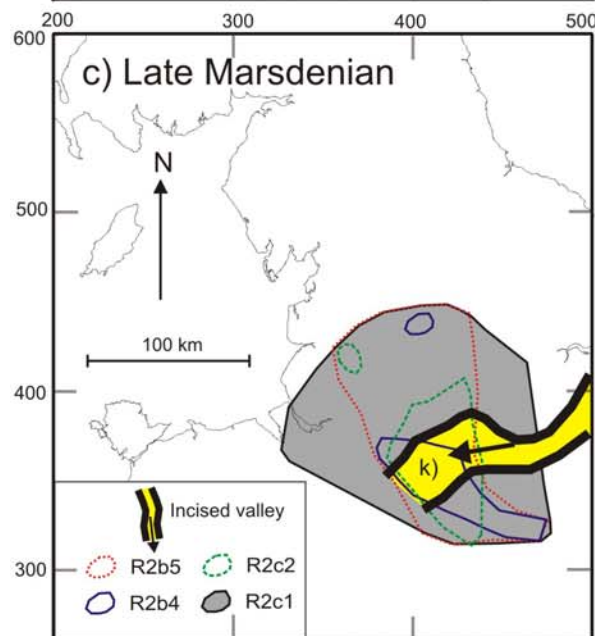 200 300 400 500
600
c) Late Marsdenian
N
500
100 km
400
k)
Incised valley
R2b5 R2c2
R2b4 R2c1
300